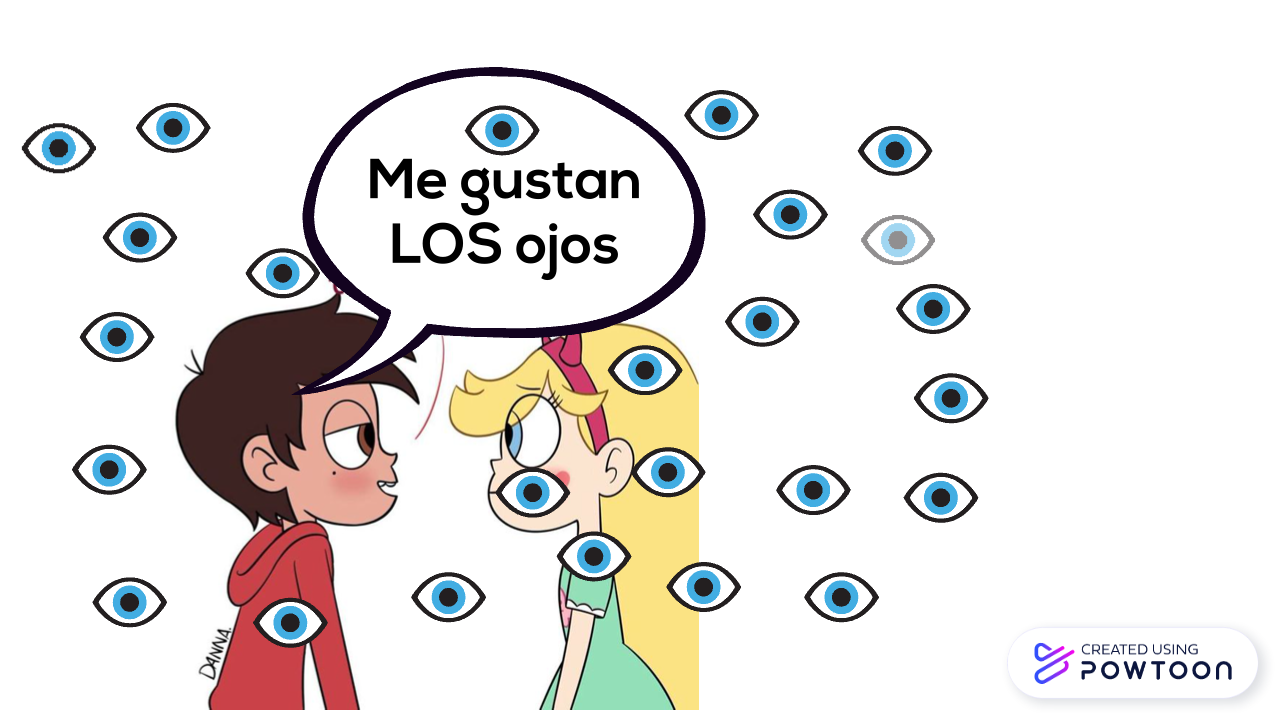 Me gustan
LOS ojos
DANNA.
CREATED USING
POWTOON